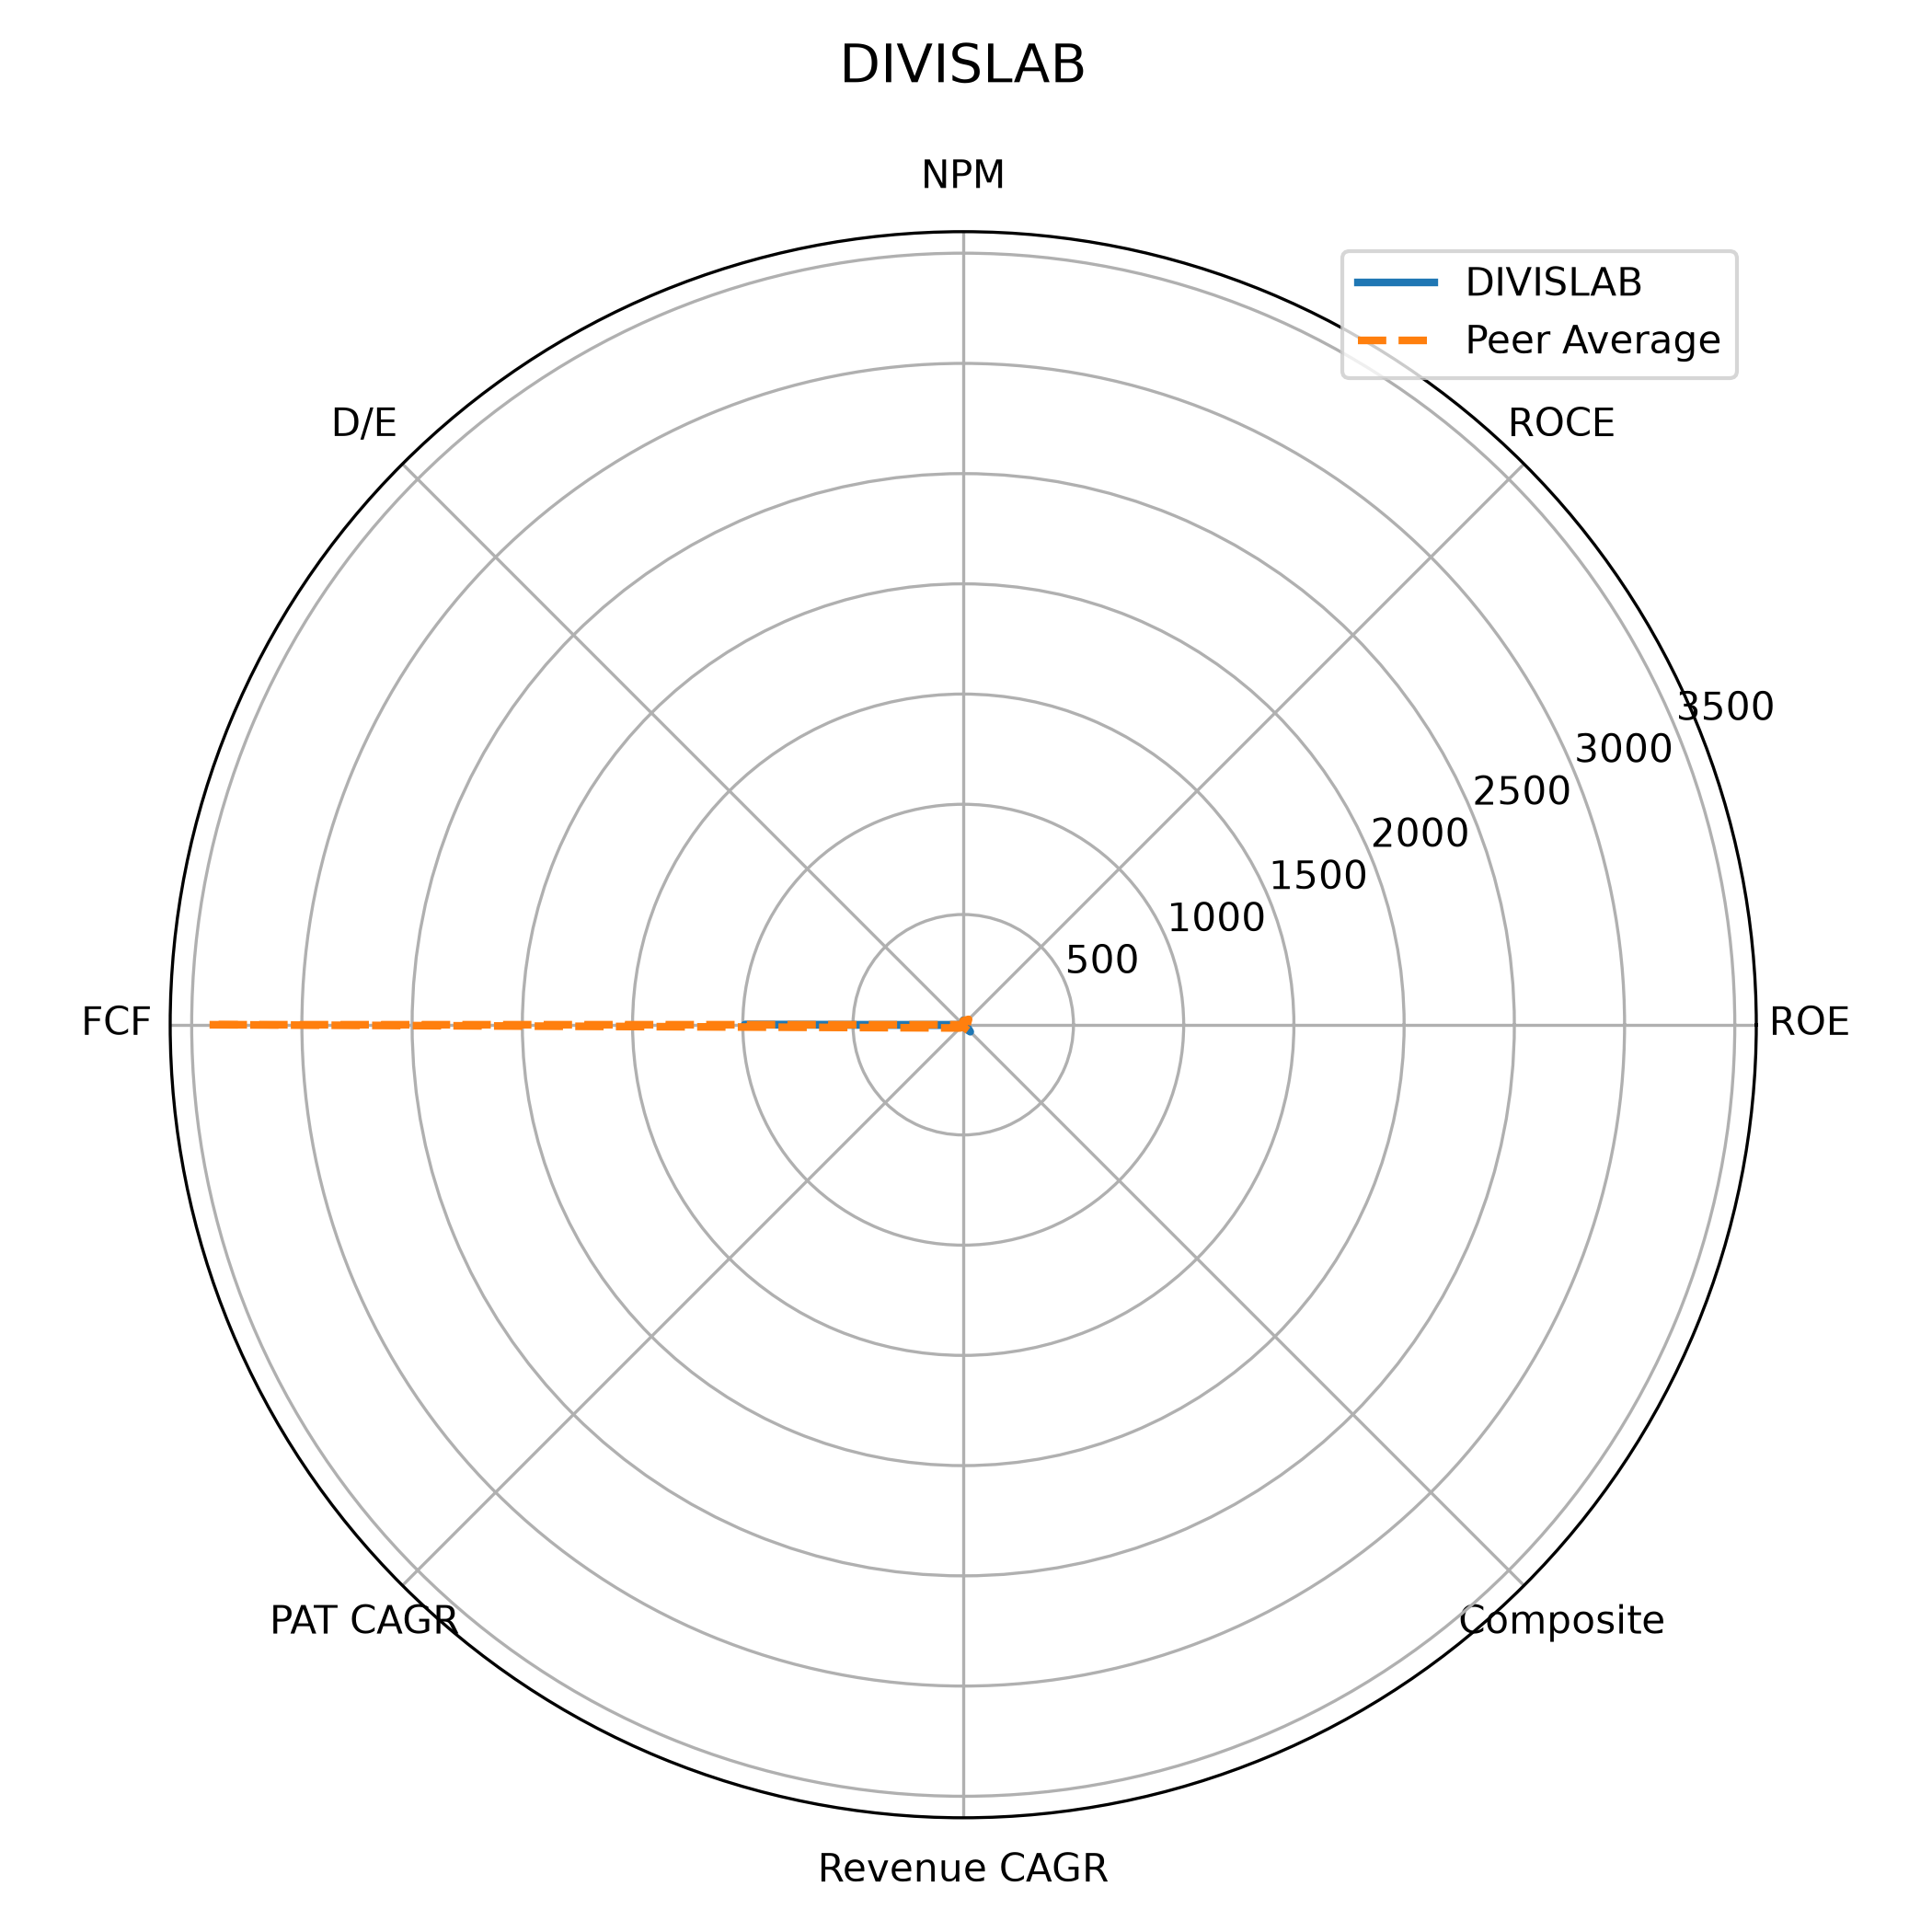 DIVISLAB
NPM
DIVISLAB
Peer Average
D/E
ROCE
3500
3000
2500
2000
1500
1000
500
FCF
ROE
PAT CAGR
Composite
Revenue CAGR